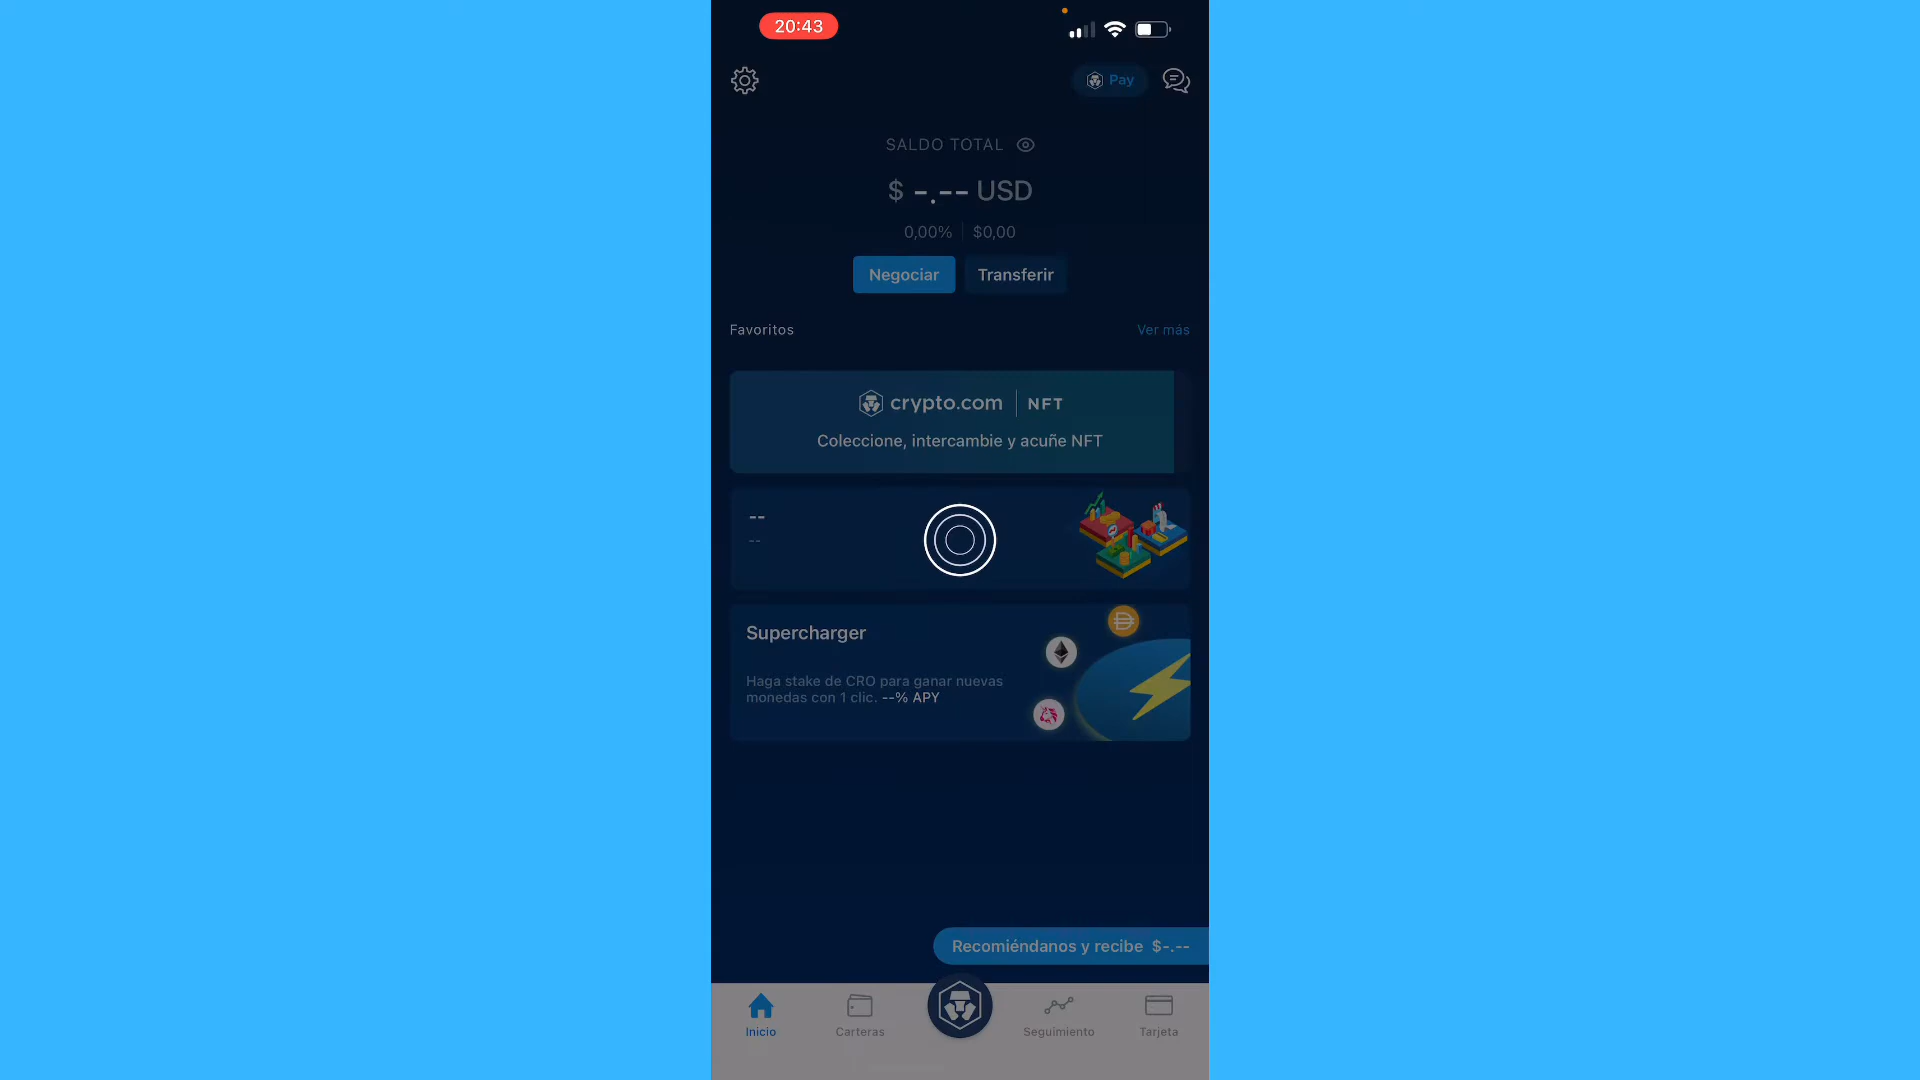 20:43
Pay
SALDO TOTAL
$ -.-- USD
0,00% $0,00
Negociar Transferir
Favoritos Ver más
crypto.com NFT
Coleccione, intercambie y acuñe NFT
--
--
Supercharger
Haga stake de CRO para ganar nuevas
monedas con 1 clic. --% APY
Recomiéndanos y recibe $-.--
Inicio Carteras Seguimiento Tarjeta